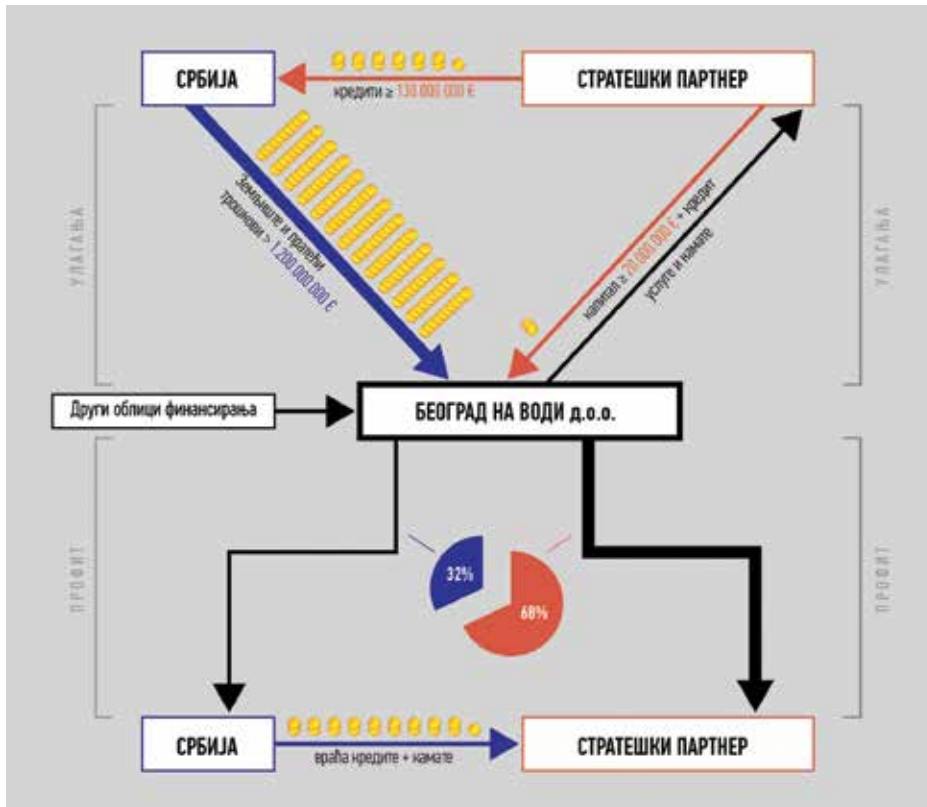 СРБИЈА
СТРАТЕШКИ ПАРТНЕР
кредити ≥ 130.000.000 €
УЛАГАЊА
Земљиште и пратећи
трошкови > 1.200.000.000 €
капитал ≥ 20.000.000 € + кредит
услуге и камате
УЛАГАЊА
Други облици финансирања
БЕОГРАД НА ВОДИ д.о.о.
ПРОФИТ
32%
68%
ПРОФИТ
СРБИЈА
враћа кредите + камате
СТРАТЕШКИ ПАРТНЕР